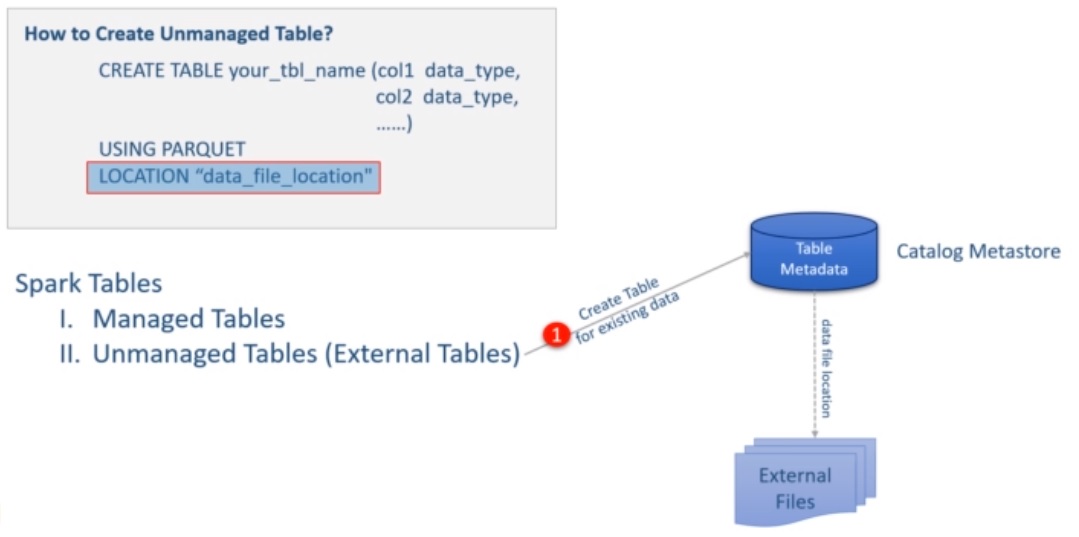 How to Create Unmanaged Table?
CREATE TABLE your_tbl_name (col1 data_type,
col2 data_type,
......)
USING PARQUET
LOCATION “data_file_location"
Spark Tables
I. Managed Tables
II. Unmanaged Tables (External Tables)
1
Create Table
for existing data
Table
Metadata
Catalog Metastore
data file location
External
Files